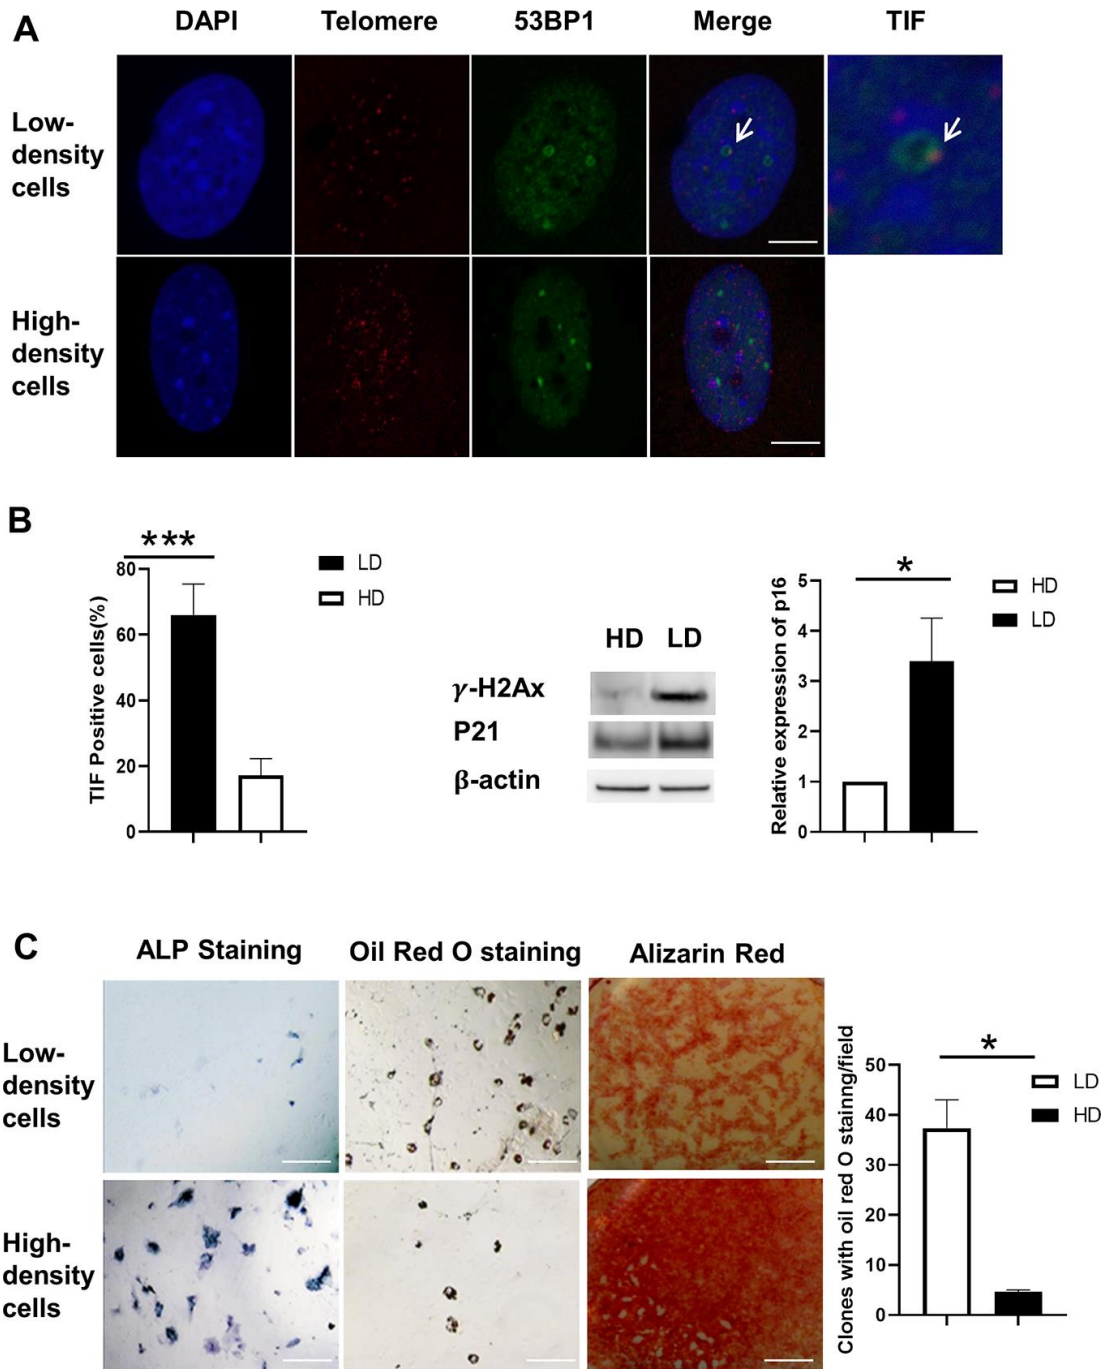 A
DAPI
Telomere
53BP1
Merge
TIF
Low-
density
cells
High-
density
cells
B
***
TIF Positive cells(%)
80
60
40
20
0
LD
HD
HD
LD
γ-H2Ax
P21
β-actin
*
Relative expression of p16
5
4
3
2
1
0
HD
LD
C
ALP Staining
Oil Red O staining
Alizarin Red
Low-
density
cells
High-
density
cells
*
Clones with oil red O stainng/field
50
40
30
20
10
0
LD
HD